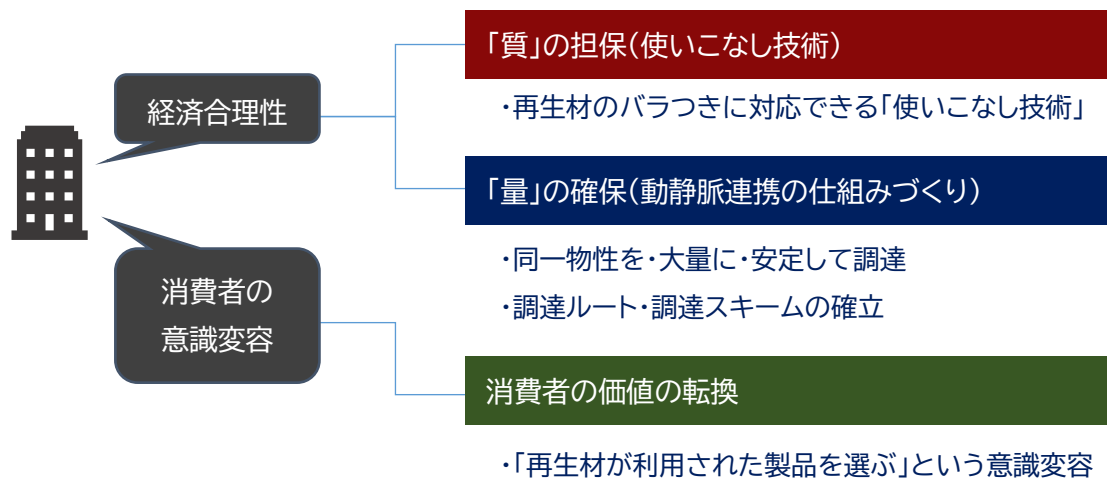 「質」の担保(使いこなし技術)
・再生材のバラつきに対応できる「使いこなし技術」
経済合理性
「量」の確保(動静脈連携の仕組みづくり)
・同一物性を・大量に・安定して調達
・調達ルート・調達スキームの確立
消費者の
意識変容
消費者の価値の転換
・「再生材が利用された製品を選ぶ」という意識変容